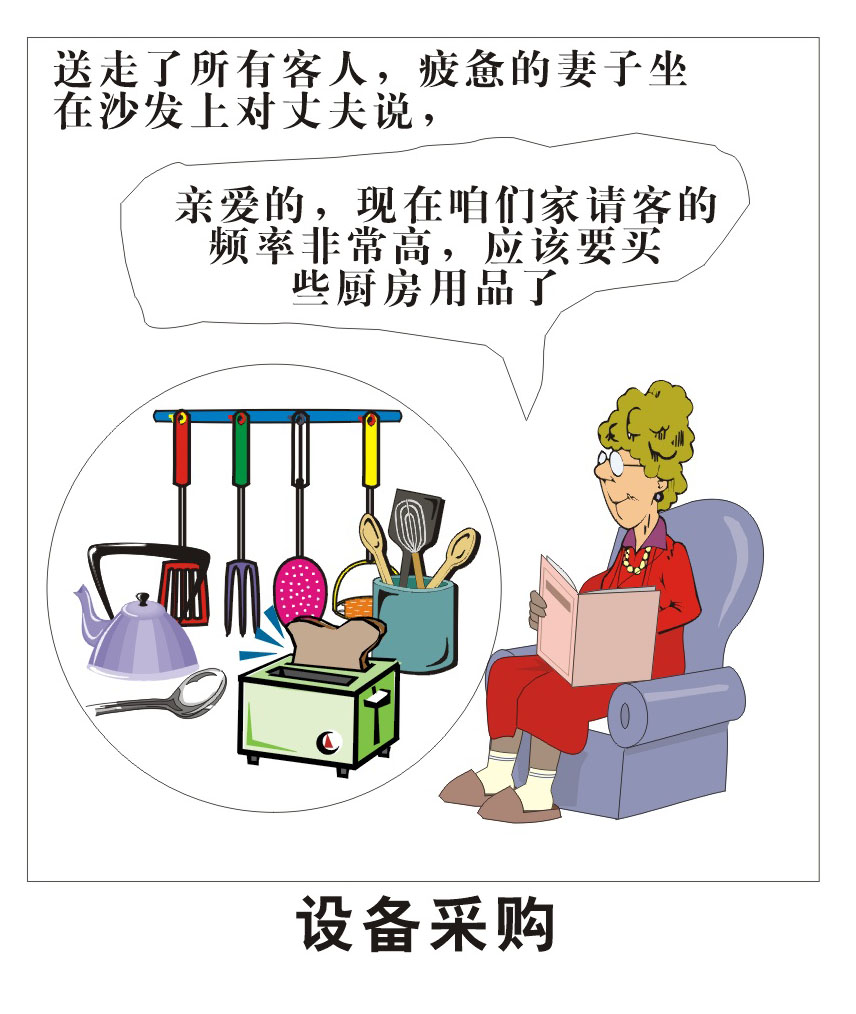 送走了所有客人，疲惫的妻子坐
在沙发上对丈夫说，
亲爱的，现在咱们家请客的
频率非常高，应该要买
些厨房用品了
设备采购